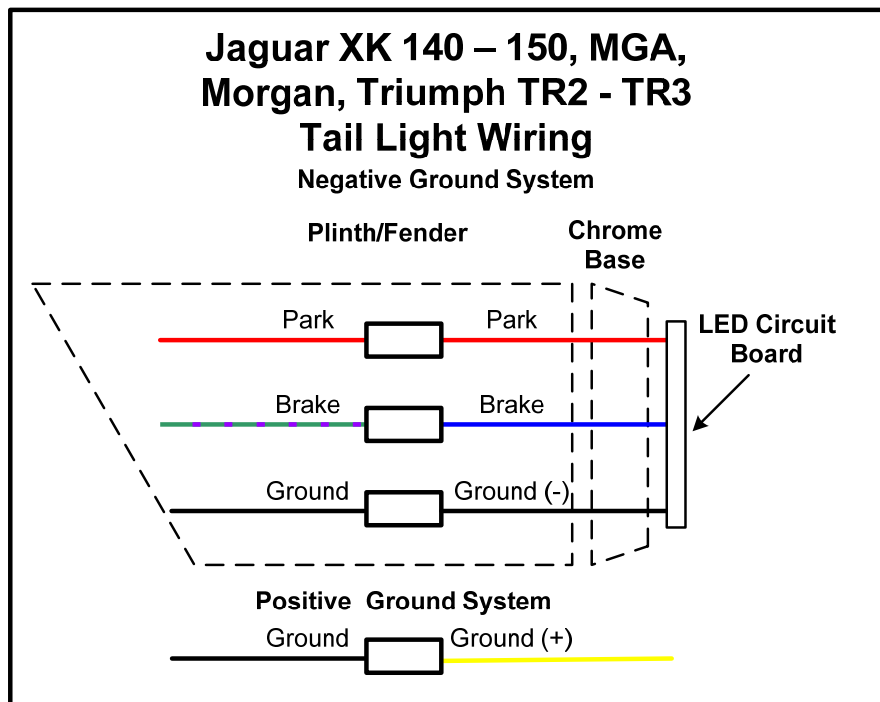 Jaguar XK 140 – 150, MGA,
Morgan, Triumph TR2 - TR3
Tail Light Wiring
Negative Ground System
Plinth/Fender
Chrome
Base
Park
Park
LED Circuit
Board
Brake
Brake
Ground
Ground (-)
Positive Ground System
Ground
Ground (+)